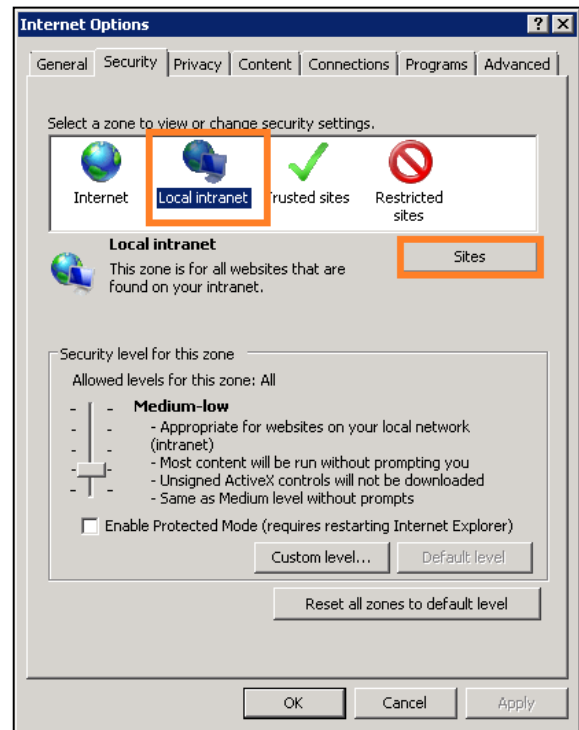 Internet Options
General Security Privacy Content Connections Programs Advanced
Select a zone to view or change security settings.
Internet Local intranet Trusted sites Restricted
sites
Local intranet
Sites
This zone is for all websites that are
found on your intranet.
Security level for this zone
Allowed levels for this zone: All
Medium-low
- Appropriate for websites on your local network
(intranet)
- Most content will be run without prompting you
- Unsigned ActiveX controls will not be downloaded
- Same as Medium level without prompts
Enable Protected Mode (requires restarting Internet Explorer)
Custom level... Default level
Reset all zones to default level
OK Cancel Apply